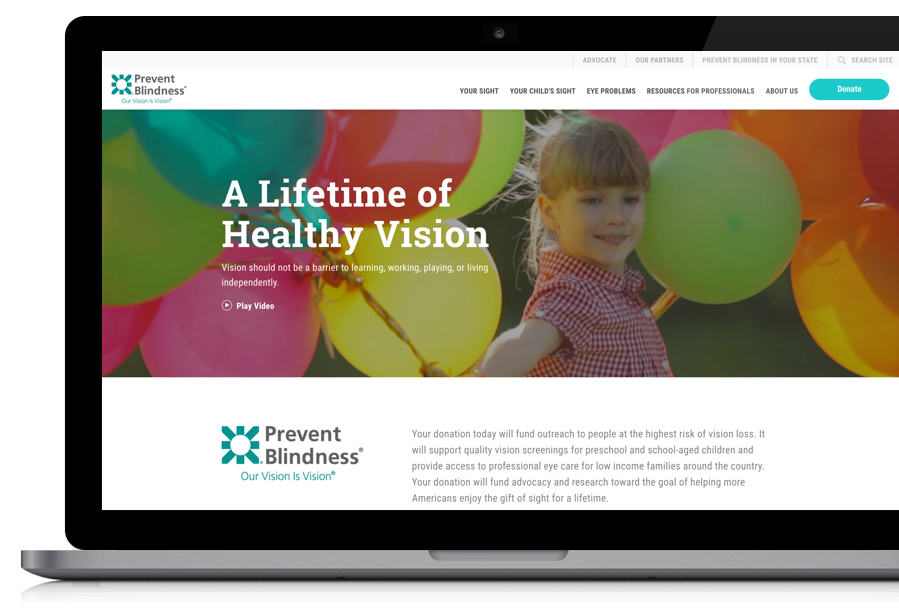 ADVOCATE OUR PARTNERS PREVENT BLINDNESS IN YOUR STATE SEARCH SITE
Prevent
Blindness®
Our Vision Is Vision®
YOUR SIGHT YOUR CHILD'S SIGHT EYE PROBLEMS RESOURCES FOR PROFESSIONALS ABOUT US Donate
A Lifetime of
Healthy Vision
Vision should not be a barrier to learning, working, playing, or living
independently.
Play Video
Prevent
Blindness®
Our Vision Is Vision®
Your donation today will fund outreach to people at the highest risk of vision loss. It
will support quality vision screenings for preschool and school-aged children and
provide access to professional eye care for low income families around the country.
Your donation will fund advocacy and research toward the goal of helping more
Americans enjoy the gift of sight for a lifetime.